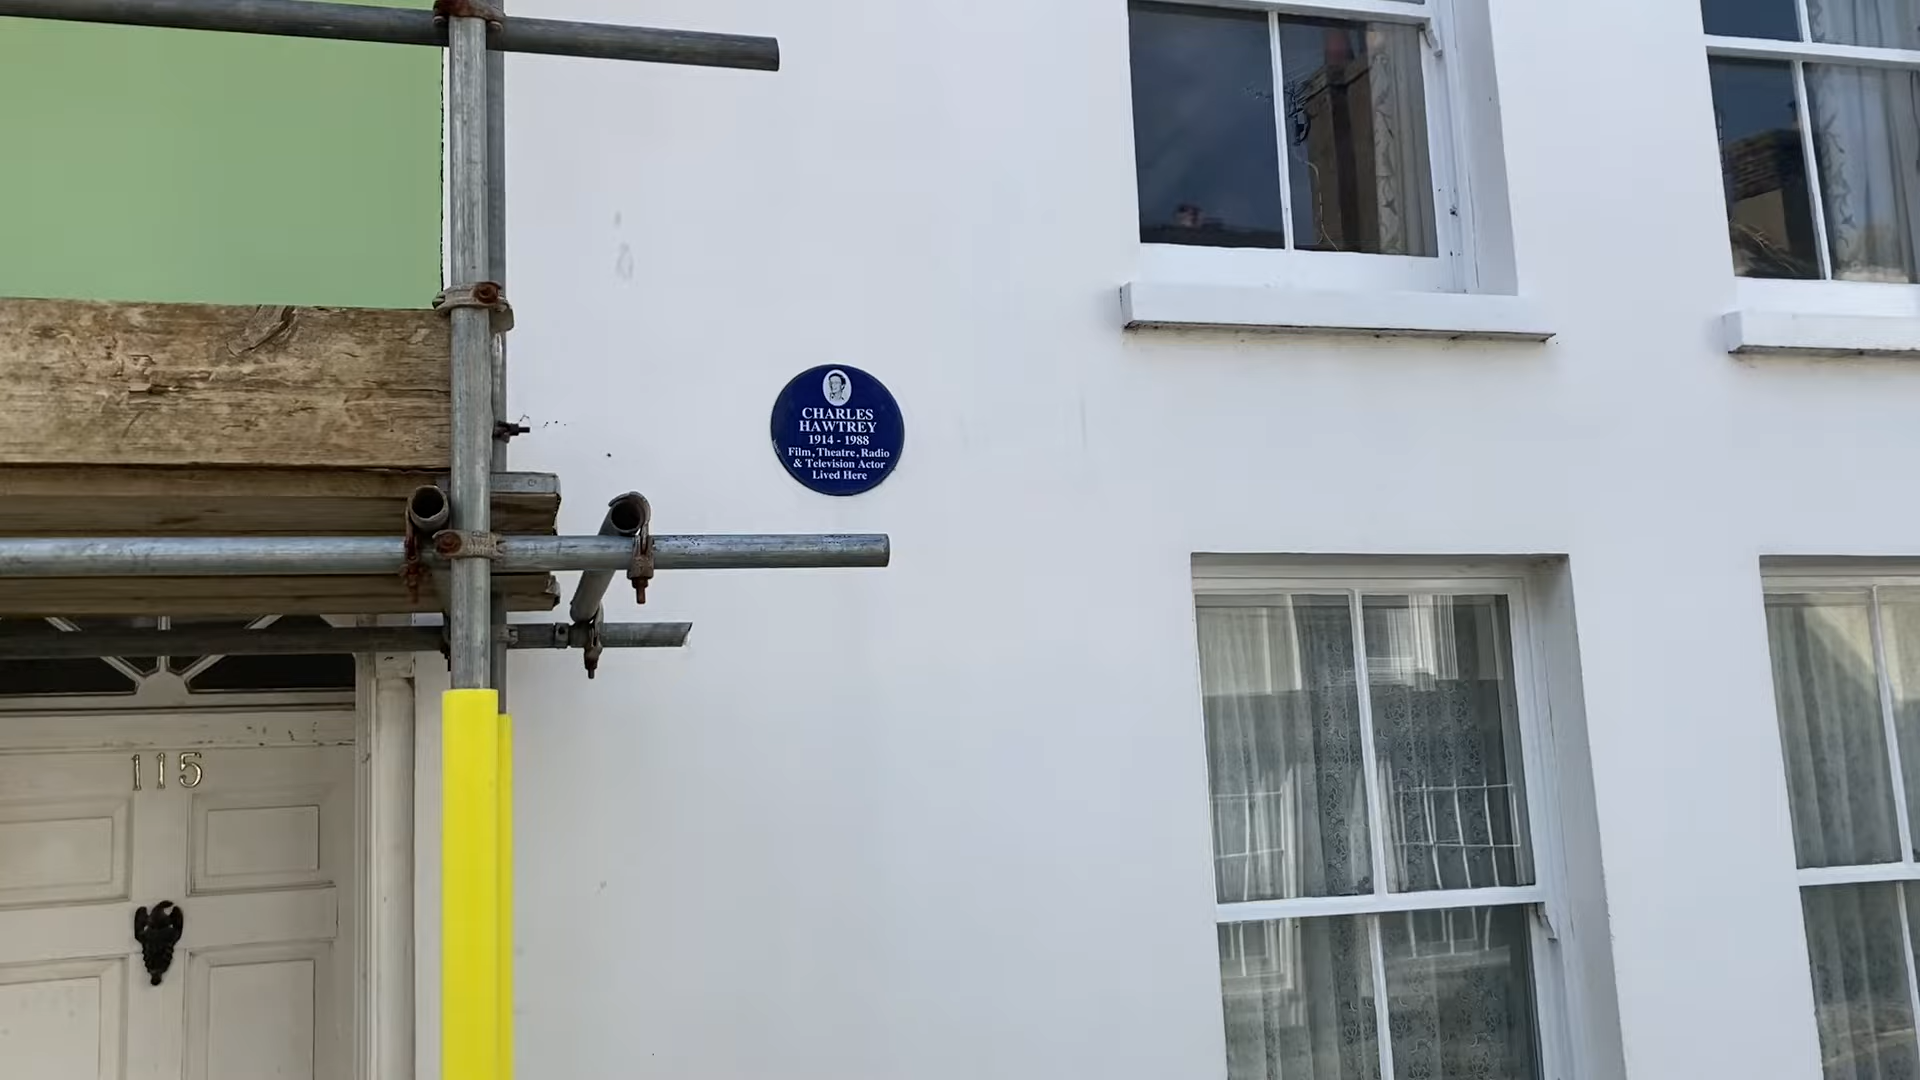 CHARLES
HAWTREY
1914 - 1988
Film, Theatre, Radio
& Television Actor
Lived Here
115